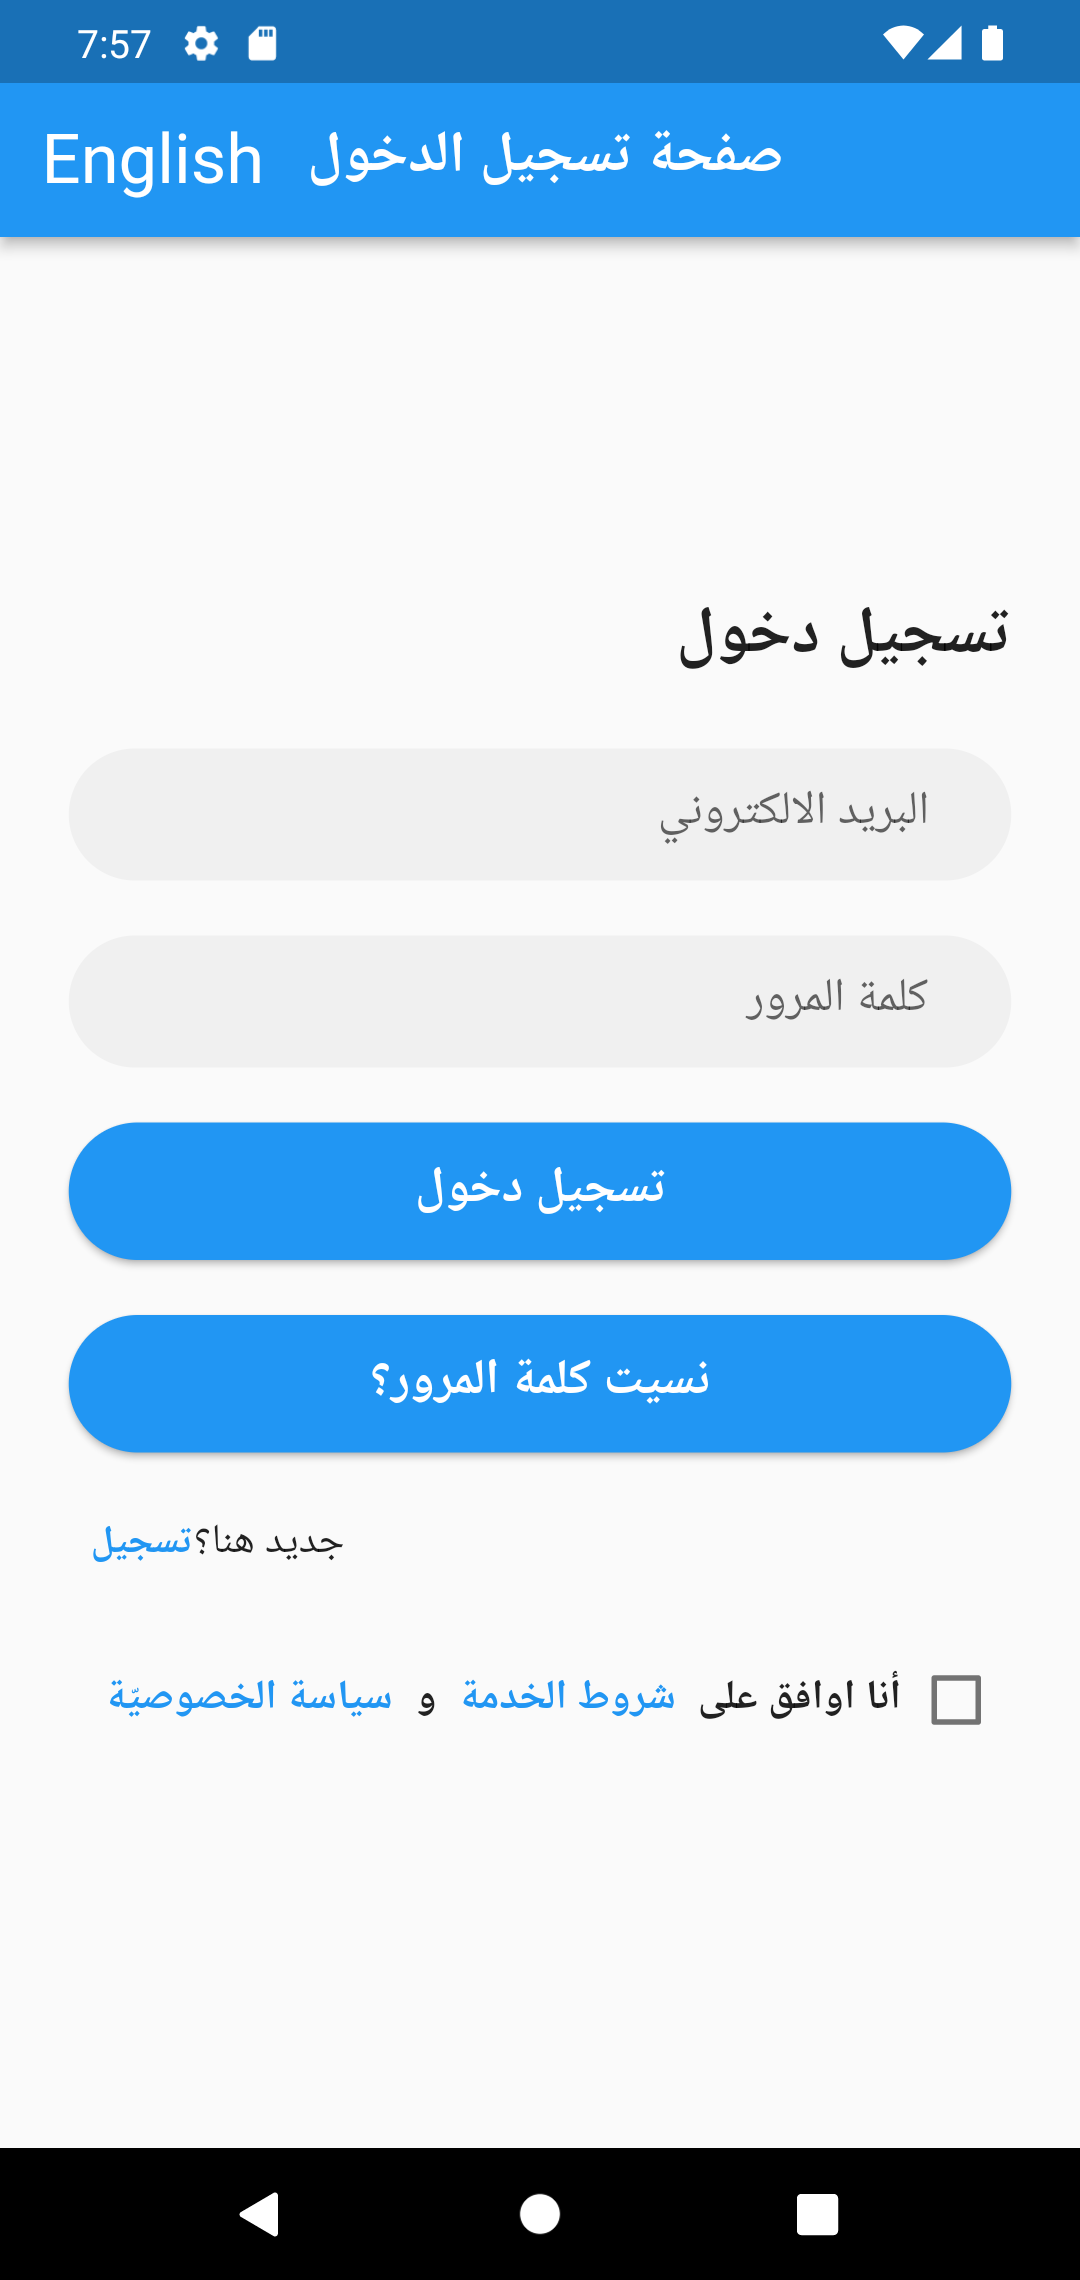 7:57
English صفحة تسجيل الدخول
تسجيل دخول
البريد الالكتروني
كلمة المرور
تسجيل دخول
نسيت كلمة المرور؟
جديد هنا؟تسجيل
أنا اوافق على شروط الخدمة و سياسة الخصوصيّة